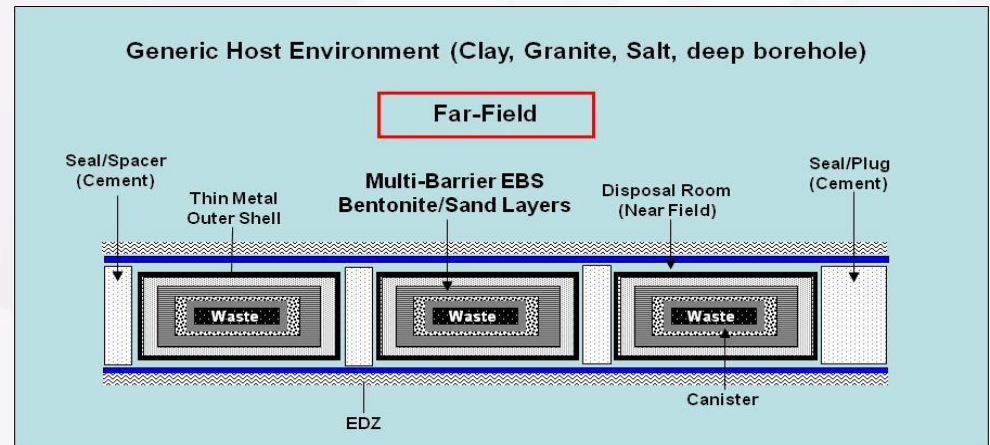 Generic Host Environment (Clay, Granite, Salt, deep borehole)
Far-Field
Seal/Spacer
(Cement)
Thin Metal
Outer Shell
Multi-Barrier EBS
Bentonite/Sand Layers
Disposal Room
(Near Field)
Seal/Plug
(Cement)
Waste
Waste
Waste
EDZ
Canister